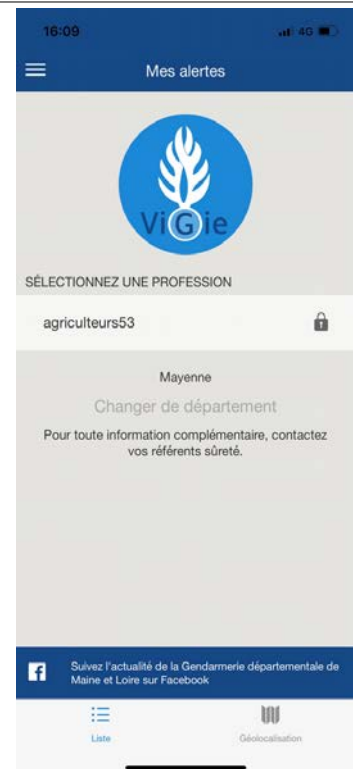 16:09
4G
Mes alertes
ViGie
SÉLECTIONNEZ UNE PROFESSION
agriculteurs53
Mayenne
Changer de département
Pour toute information complémentaire, contactez
vos référents sûreté.
Suivez l'actualité de la Gendarmerie départementale de
Maine et Loire sur Facebook
Liste
Géolocalisation